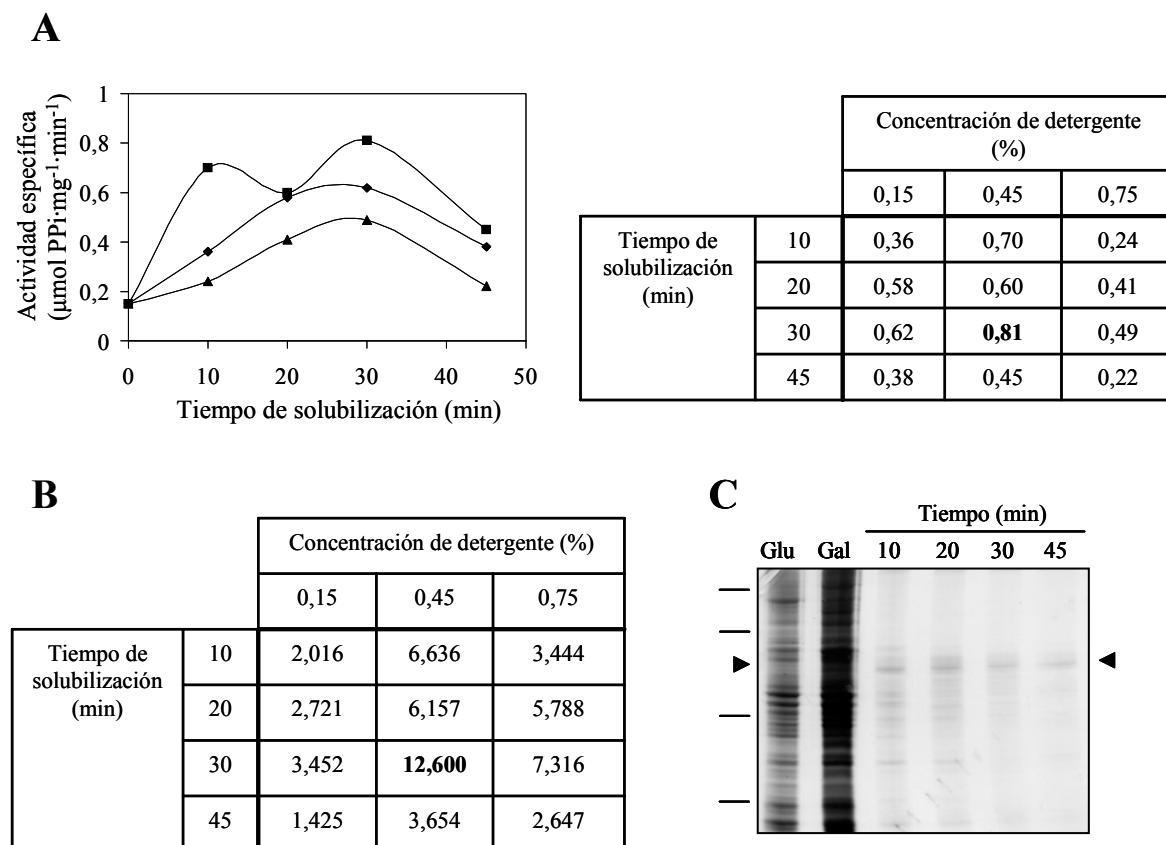 A
Actividad específica
(μmol PPi·mg⁻¹·min⁻¹)
1
0,8
0,6
0,4
0,2
0
0 10 20 30 40 50
Tiempo de solubilización (min)
Concentración de detergente
(%)
0,15 0,45 0,75
Tiempo de
solubilización
(min)
10 0,36 0,70 0,24
20 0,58 0,60 0,41
30 0,62 0,81 0,49
45 0,38 0,45 0,22
B
Concentración de detergente (%)
0,15 0,45 0,75
Tiempo de
solubilización
(min)
10 2,016 6,636 3,444
20 2,721 6,157 5,788
30 3,452 12,600 7,316
45 1,425 3,654 2,647
C
Tiempo (min)
Glu Gal 10 20 30 45